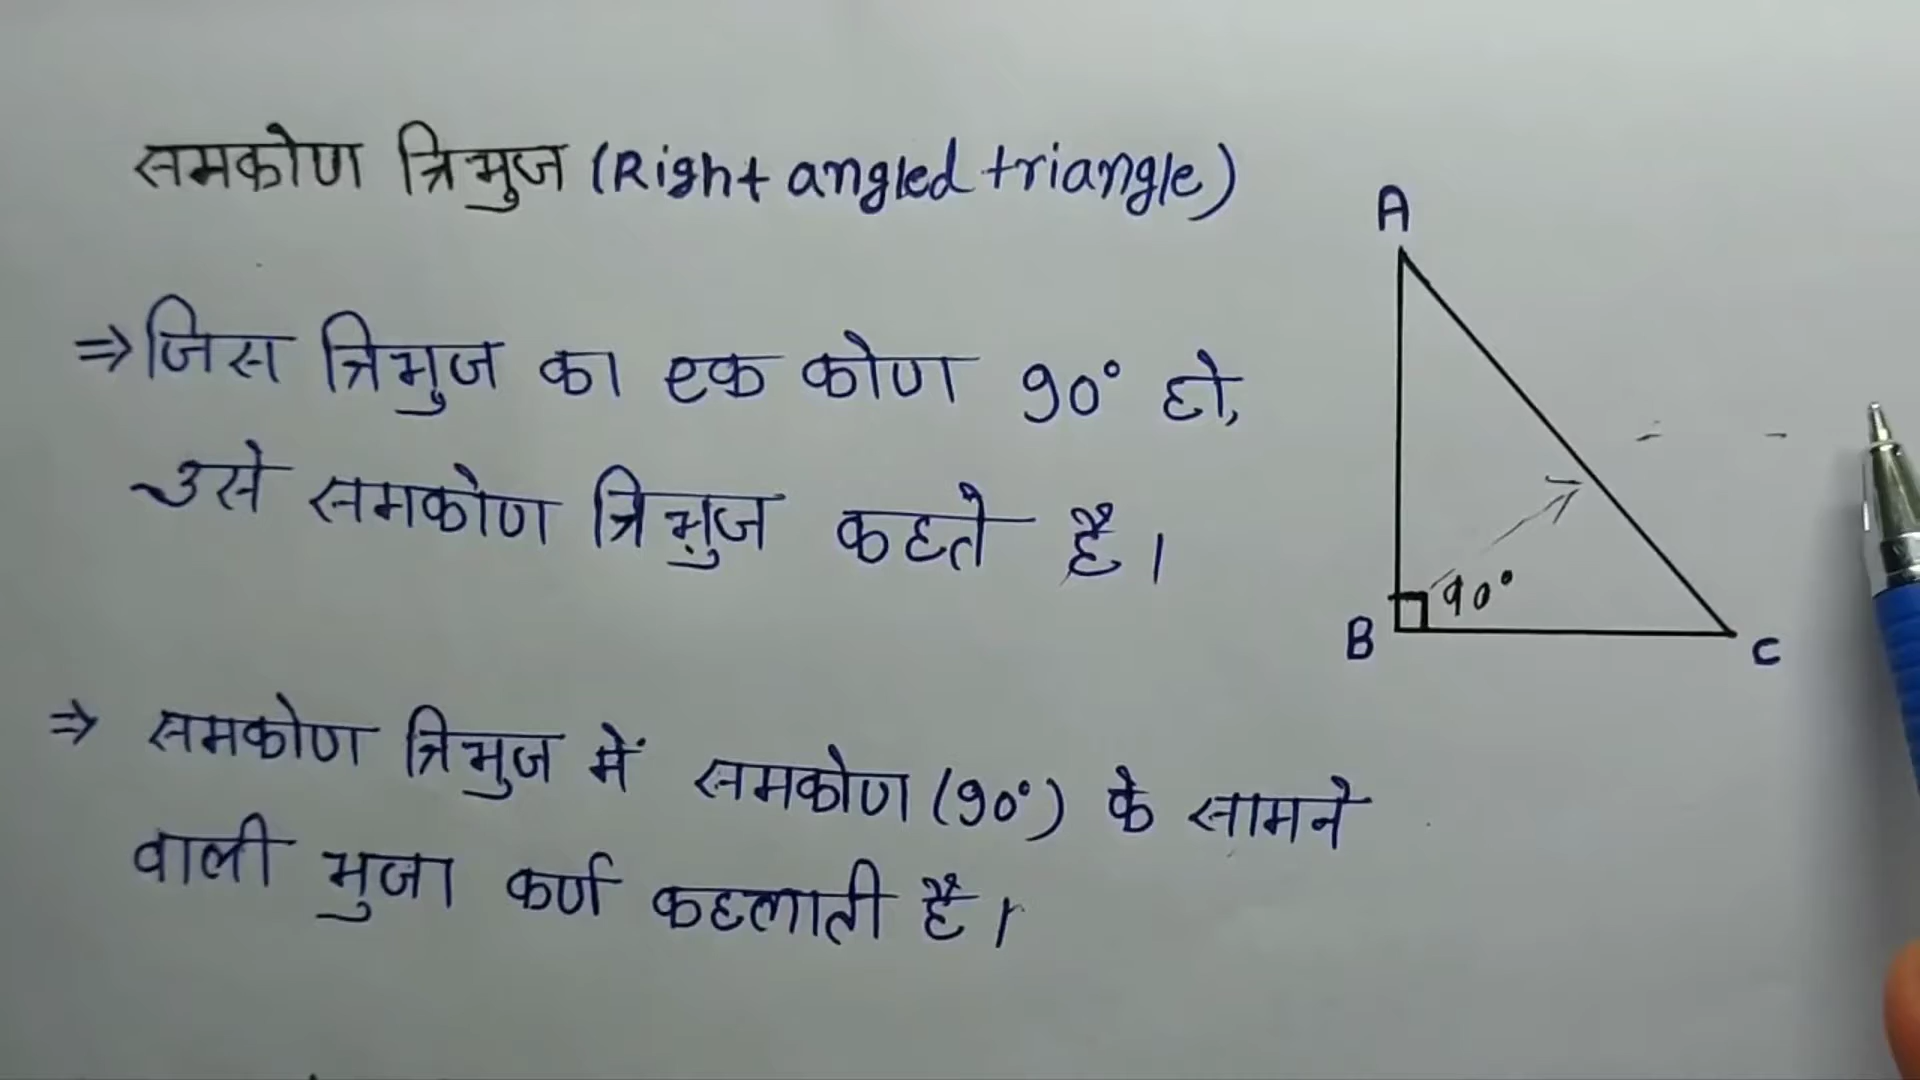 समकोण त्रिभुज (Right angled triangle)
⇒ जिस त्रिभुज का एक कोण 90° हो,
उसे समकोण त्रिभुज कहते है।
⇒ समकोण त्रिभुज में समकोण (90°) के सामने
वाली भुजा कर्ण कहलाती है।
A
90°
B
C